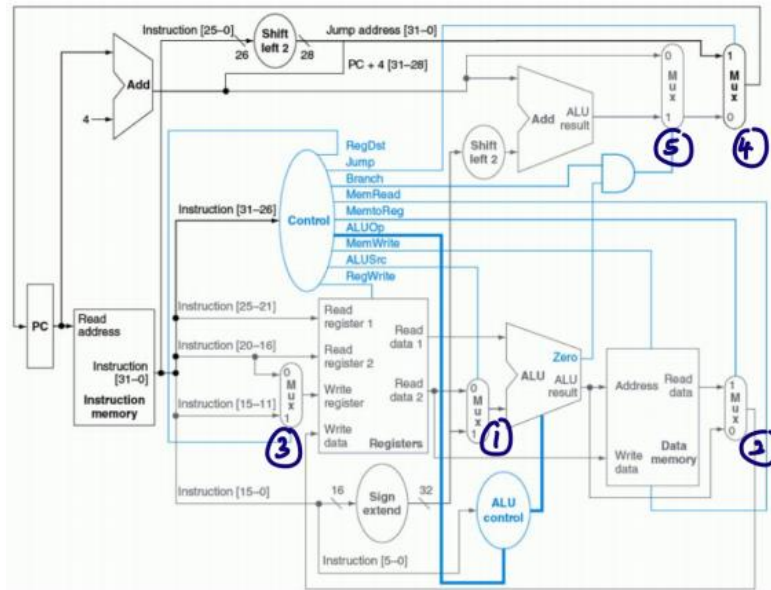 Instruction [25–0]
Shift
left 2
Jump address [31–0]
26
28
PC + 4 [31–28]
Add
4
0
M
u
x
1
1
M
u
x
0
Add
ALU
result
Shift
left 2
5
4
RegDst
Jump
Branch
MemRead
MemtoReg
ALUOp
MemWrite
ALUSrc
RegWrite
Instruction [31–26]
Control
PC
Read
address
Instruction
[31–0]
Instruction
memory
Instruction [25–21]
Instruction [20–16]
Instruction [15–11]
0
M
u
x
1
3
Read
register 1
Read
register 2
Write
register
Write
data
Read
data 1
Read
data 2
Registers
0
M
u
x
1
1
Zero
ALU
ALU
result
Address
Read
data
Write
data
Data
memory
1
M
u
x
0
2
Instruction [15–0]
16
Sign
extend
32
ALU
control
Instruction [5–0]